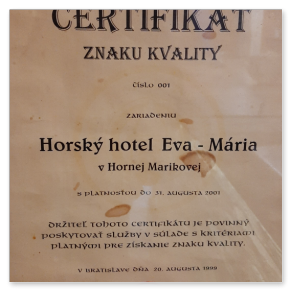 CERTIFIKÁT
ZNAKU KVALITY
ČÍSLO 001
ZARIADENIU
Horský hotel Eva - Mária
v Hornej Marikovej
S PLATNOSŤOU DO 31. AUGUSTA 2001
DRŽITEĽ TOHOTO CERTIFIKÁTU JE POVINNÝ
POSKYTOVAŤ SLUŽBY V SÚLADE S KRITÉRIAMI
PLATNÝMI PRE ZÍSKANIE ZNAKU KVALITY.
V BRATISLAVE DŇA 20. AUGUSTA 1999